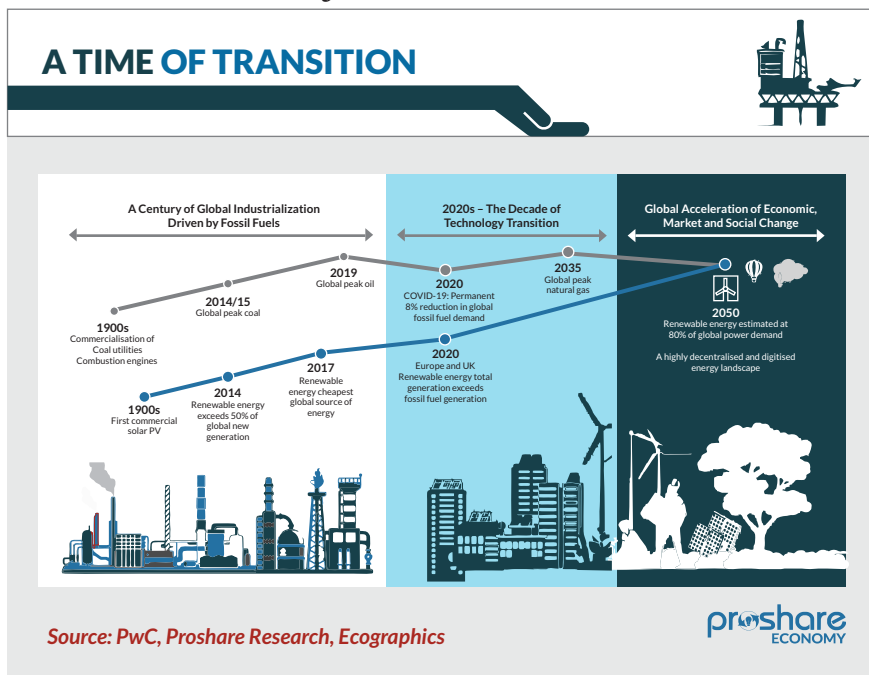 A TIME OF TRANSITION
A Century of Global Industrialization
Driven by Fossil Fuels
2020s – The Decade of
Technology Transition
Global Acceleration of Economic,
Market and Social Change
1900s
Commercialisation of
Coal utilities
Combustion engines
2014/15
Global peak coal
2019
Global peak oil
2020
COVID-19: Permanent
8% reduction in global
fossil fuel demand
2035
Global peak
natural gas
2050
Renewable energy estimated at
80% of global power demand
A highly decentralised and digitised
energy landscape
1900s
First commercial
solar PV
2014
Renewable energy
exceeds 50% of
global new
generation
2017
Renewable
energy cheapest
global source of
energy
2020
Europe and UK
Renewable energy total
generation exceeds
fossil fuel generation
Source: PwC, Proshare Research, Ecographics
proshare
ECONOMY